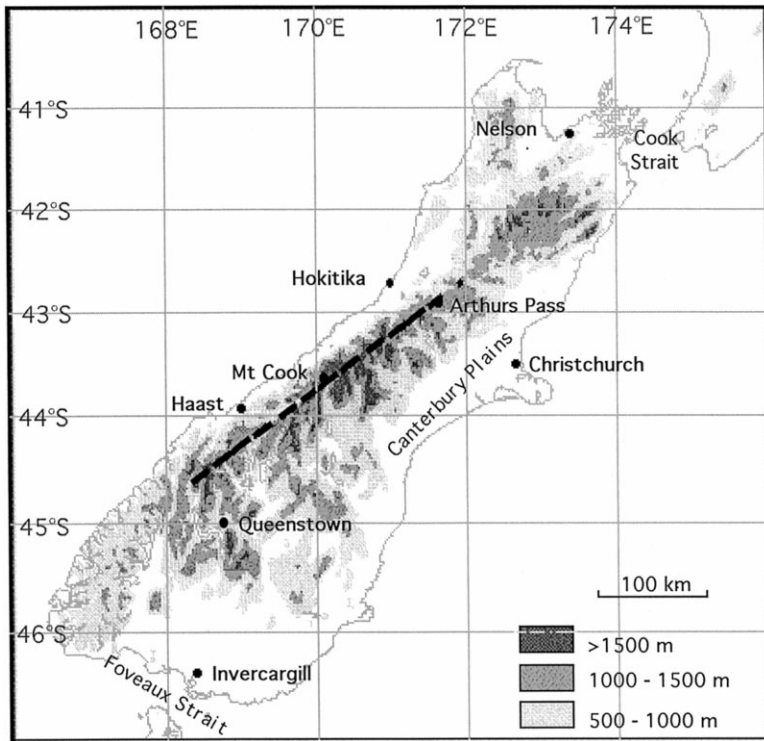 168°E 170°E 172°E 174°E
41°S
Nelson
Cook
Strait
42°S
Hokitika
Arthurs Pass
43°S
Mt Cook
Christchurch
Canterbury Plains
Haast
44°S
Queenstown
45°S
100 km
46°S
Foveaux Strait
Invercargill
>1500 m
1000 - 1500 m
500 - 1000 m